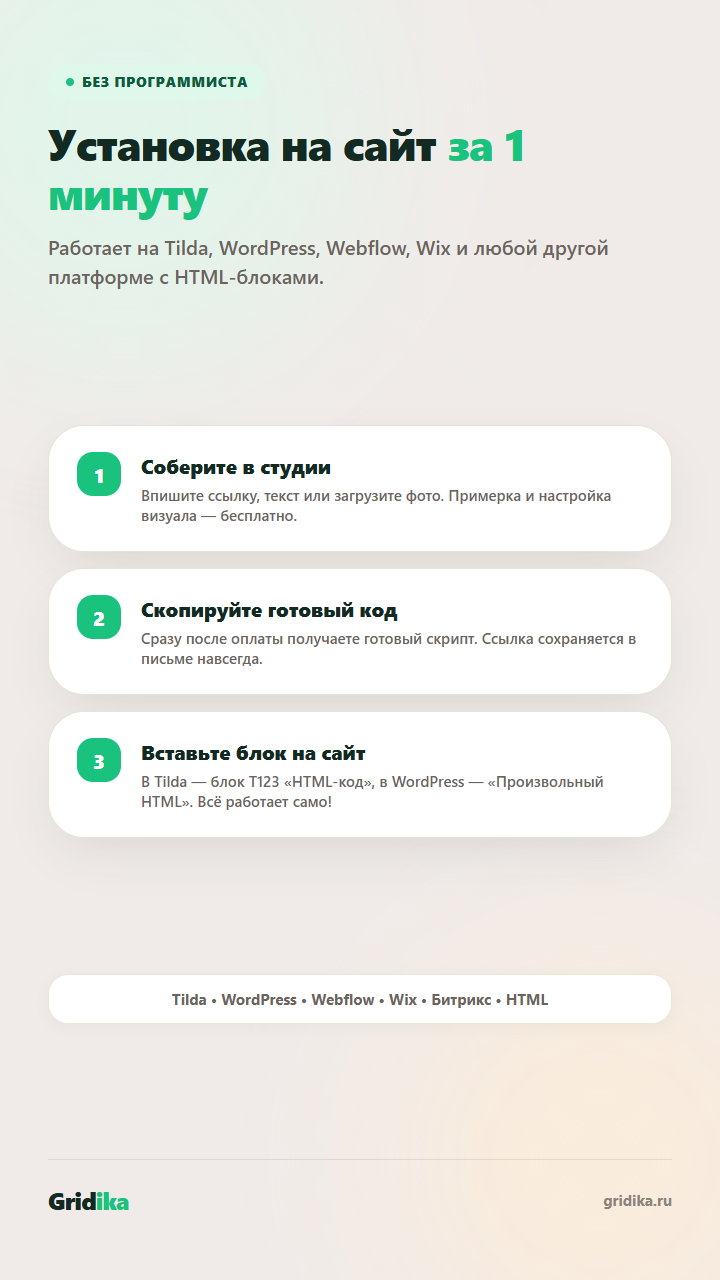 БЕЗ ПРОГРАММИСТА
Установка на сайт за 1
минуту
Работает на Tilda, WordPress, Webflow, Wix и любой другой
платформе с HTML-блоками.
1
Соберите в студии
Впишите ссылку, текст или загрузите фото. Примерка и настройка
визуала — бесплатно.
2
Скопируйте готовый код
Сразу после оплаты получаете готовый скрипт. Ссылка сохраняется в
письме навсегда.
3
Вставьте блок на сайт
В Tilda — блок T123 «HTML-код», в WordPress — «Произвольный
HTML». Всё работает само!
Tilda • WordPress • Webflow • Wix • Битрикс • HTML
Gridika
gridika.ru